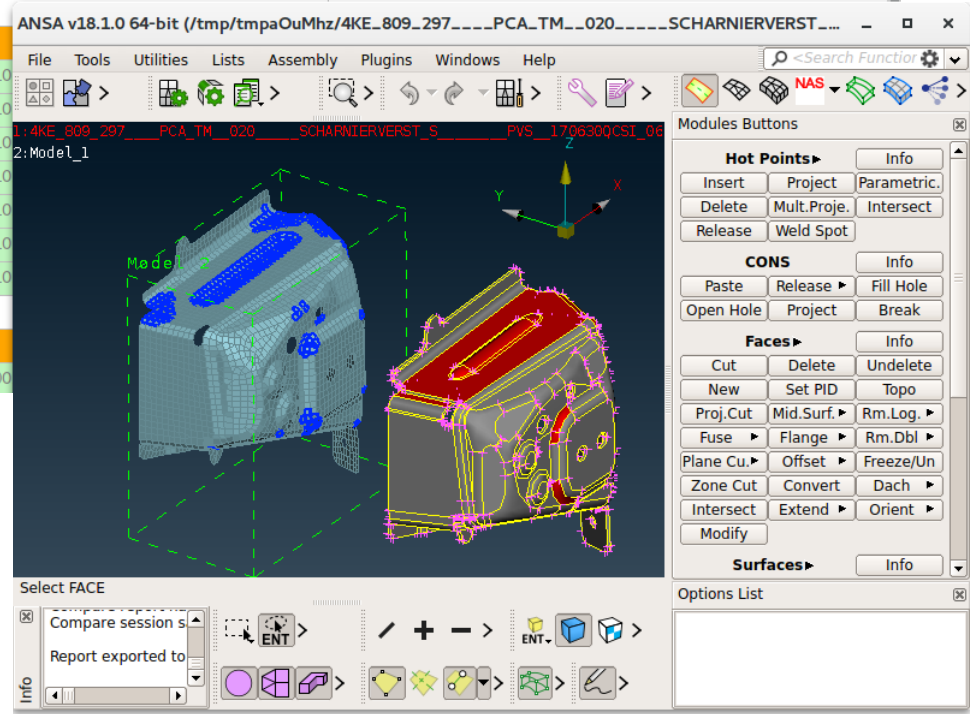 ANSA v18.1.0 64-bit (/tmp/tmpaOuMhz/4KE_809_297____PCA_TM__020_____SCHARNIERVERST_...
File Tools Utilities Lists Assembly Plugins Windows Help
<Search Function
NAS
1:4KE_809_297____PCA_TM__020_____SCHARNIERVERST_S________PVS__170630QCSI_06
2:Model_1
Z
X
Y
Model 2
Modules Buttons
Hot Points Info
Insert Project Parametric.
Delete Mult.Proje. Intersect
Release Weld Spot
CONS Info
Paste Release Fill Hole
Open Hole Project Break
Faces Info
Cut Delete Undelete
New Set PID Topo
Proj.Cut Mid.Surf. Rm.Log.
Fuse Flange Rm.Dbl
Plane Cu. Offset Freeze/Un
Zone Cut Convert Dach
Intersect Extend Orient
Modify
Surfaces Info
Select FACE
Options List
Compare session s
Report exported to
Info
ENT
ENT